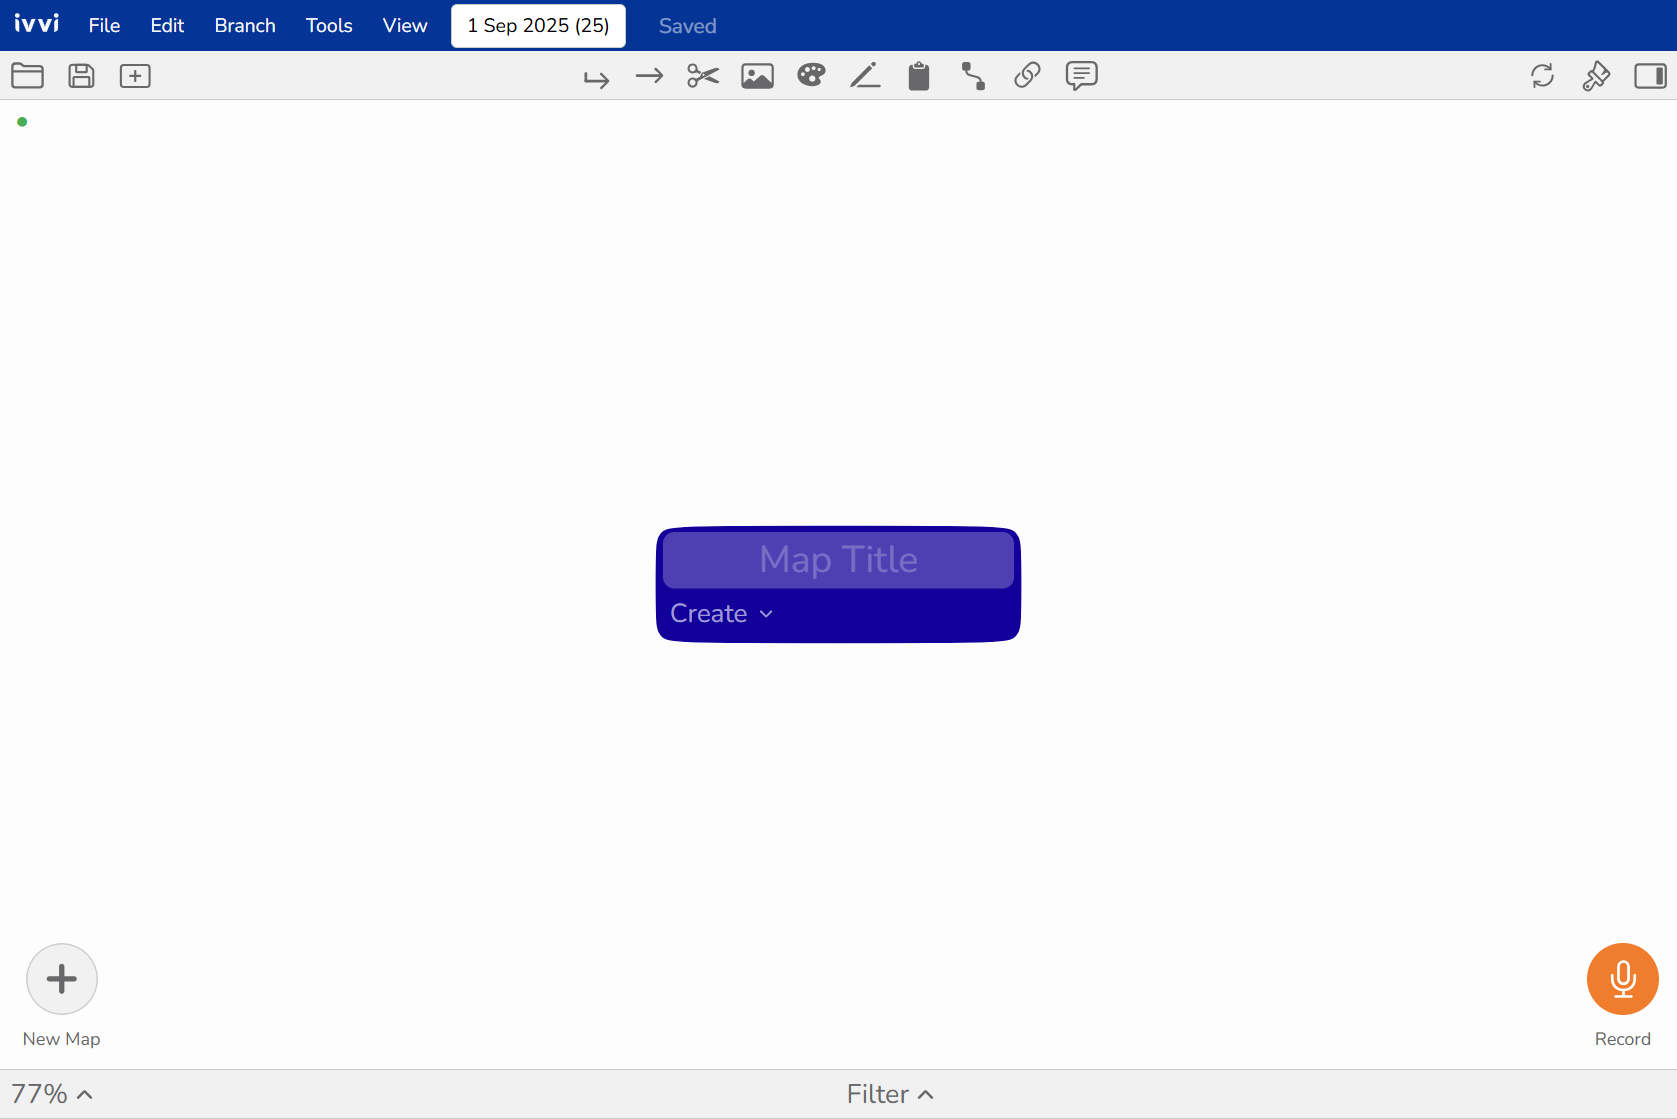 ivvi File Edit Branch Tools View 1 Sep 2025 (25) Saved
Map Title
Create
New Map
Record
77%
Filter